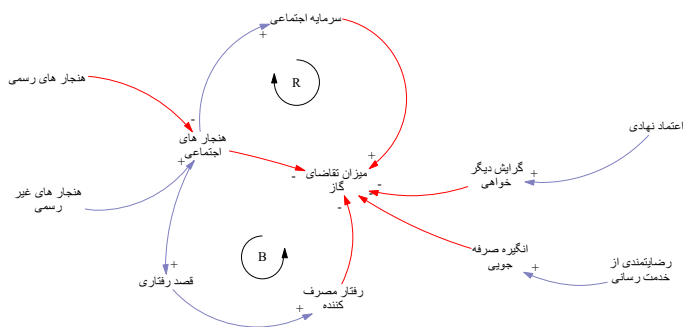 سرمایه اجتماعی
+
R
هنجار های رسمی
-
هنجار های
اجتماعی
+
اعتماد نهادی
+
میزان تقاضای
گاز
-
-
-
-
گرایش دیگر
خواهی
+
هنجار های غیر
رسمی
+
B
انگیزه صرفه
جویی
+
رضایتمندی از
خدمت رسانی
قصد رفتاری
+
رفتار مصرف
کننده
+